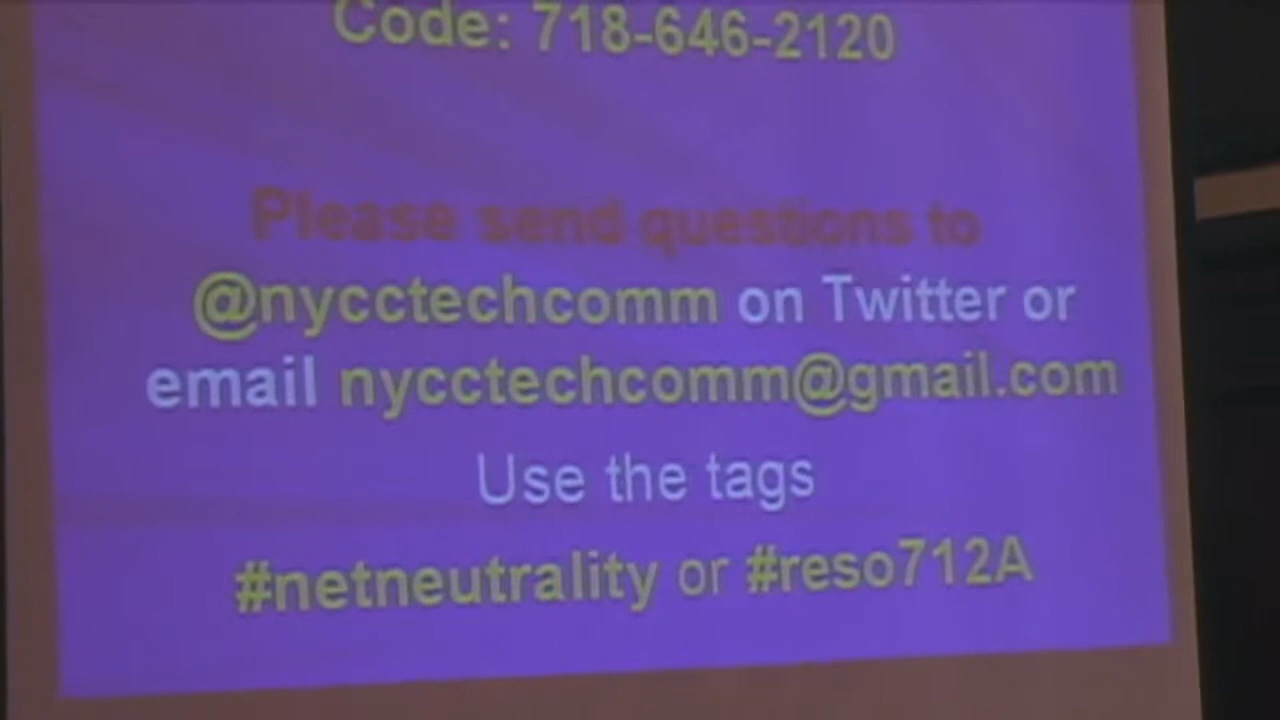 Code: 718-646-2120
Please send questions to
@nycctechcomm on Twitter or
email nycctechcomm@gmail.com
Use the tags
#netneutrality or #reso712A